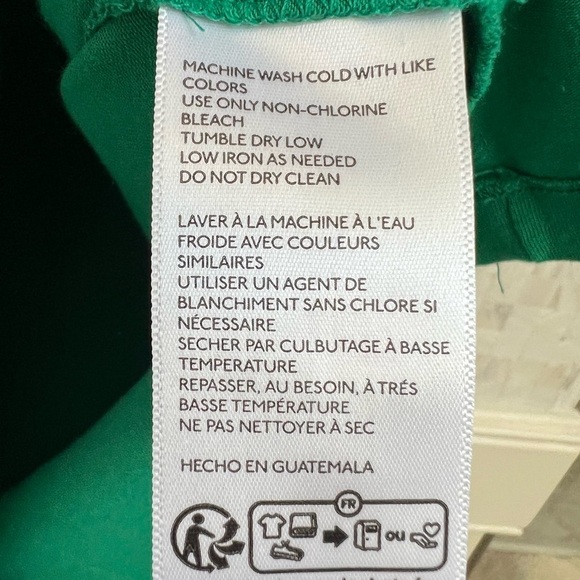 MACHINE WASH COLD WITH LIKE
COLORS
USE ONLY NON-CHLORINE
BLEACH
TUMBLE DRY LOW
LOW IRON AS NEEDED
DO NOT DRY CLEAN
LAVER À LA MACHINE À L'EAU
FROIDE AVEC COULEURS
SIMILAIRES
UTILISER UN AGENT DE
BLANCHIMENT SANS CHLORE SI
NÉCESSAIRE
SECHER PAR CULBUTAGE À BASSE
TEMPERATURE
REPASSER, AU BESOIN, À TRÉS
BASSE TEMPÉRATURE
NE PAS NETTOYER À SEC
HECHO EN GUATEMALA
FR
ou